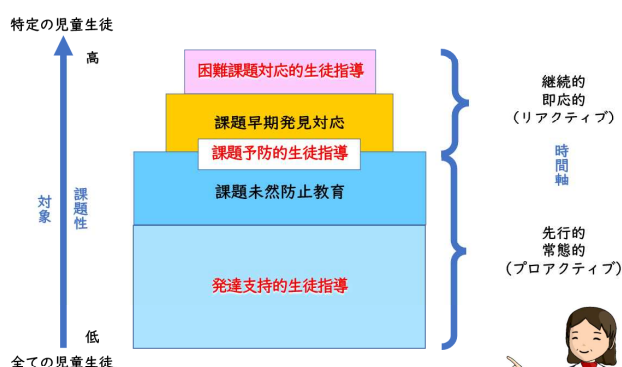 特定の児童生徒
高
困難課題対応的生徒指導
課題早期発見対応
課題予防的生徒指導
課題未然防止教育
発達支持的生徒指導
対象
課題性
低
全ての児童生徒
継続的
即応的
(リアクティブ)
時間軸
先行的
常態的
(プロアクティブ)